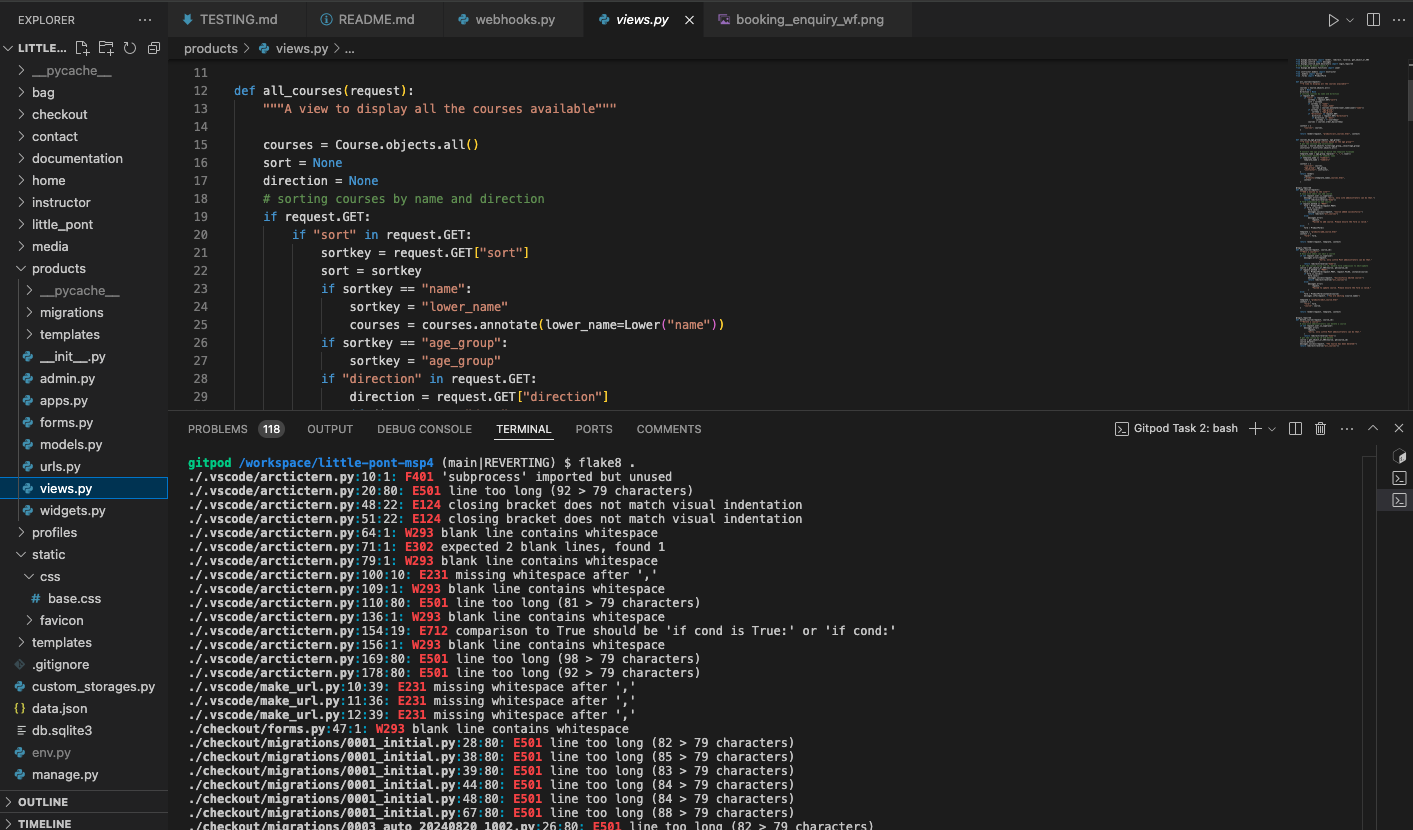 EXPLORER
TESTING.md
README.md
webhooks.py
views.py
booking_enquiry_wf.png
LITTLE...
products > views.py > ...
__pycache__
bag
checkout
contact
documentation
home
instructor
little_pont
media
products
__pycache__
migrations
templates
__init__.py
admin.py
apps.py
forms.py
models.py
urls.py
views.py
widgets.py
profiles
static
css
# base.css
favicon
templates
.gitignore
custom_storages.py
{} data.json
db.sqlite3
env.py
manage.py
OUTLINE
TIMELINE
11
12 def all_courses(request):
13 """A view to display all the courses available"""
14
15 courses = Course.objects.all()
16 sort = None
17 direction = None
18 # sorting courses by name and direction
19 if request.GET:
20 if "sort" in request.GET:
21 sortkey = request.GET["sort"]
22 sort = sortkey
23 if sortkey == "name":
24 sortkey = "lower_name"
25 courses = courses.annotate(lower_name=Lower("name"))
26 if sortkey == "age_group":
27 sortkey = "age_group"
28 if "direction" in request.GET:
29 direction = request.GET["direction"]
PROBLEMS 118 OUTPUT DEBUG CONSOLE TERMINAL PORTS COMMENTS
Gitpod Task 2: bash
gitpod /workspace/little-pont-msp4 (main|REVERTING) $ flake8 .
./.vscode/arctictern.py:10:1: F401 'subprocess' imported but unused
./.vscode/arctictern.py:20:80: E501 line too long (92 > 79 characters)
./.vscode/arctictern.py:48:22: E124 closing bracket does not match visual indentation
./.vscode/arctictern.py:51:22: E124 closing bracket does not match visual indentation
./.vscode/arctictern.py:64:1: W293 blank line contains whitespace
./.vscode/arctictern.py:71:1: E302 expected 2 blank lines, found 1
./.vscode/arctictern.py:79:1: W293 blank line contains whitespace
./.vscode/arctictern.py:100:10: E231 missing whitespace after ','
./.vscode/arctictern.py:109:1: W293 blank line contains whitespace
./.vscode/arctictern.py:110:80: E501 line too long (81 > 79 characters)
./.vscode/arctictern.py:136:1: W293 blank line contains whitespace
./.vscode/arctictern.py:154:19: E712 comparison to True should be 'if cond is True:' or 'if cond:'
./.vscode/arctictern.py:156:1: W293 blank line contains whitespace
./.vscode/arctictern.py:169:80: E501 line too long (98 > 79 characters)
./.vscode/arctictern.py:178:80: E501 line too long (92 > 79 characters)
./.vscode/make_url.py:10:39: E231 missing whitespace after ','
./.vscode/make_url.py:11:36: E231 missing whitespace after ','
./.vscode/make_url.py:12:39: E231 missing whitespace after ','
./checkout/forms.py:47:1: W293 blank line contains whitespace
./checkout/migrations/0001_initial.py:28:80: E501 line too long (82 > 79 characters)
./checkout/migrations/0001_initial.py:38:80: E501 line too long (85 > 79 characters)
./checkout/migrations/0001_initial.py:39:80: E501 line too long (83 > 79 characters)
./checkout/migrations/0001_initial.py:44:80: E501 line too long (84 > 79 characters)
./checkout/migrations/0001_initial.py:48:80: E501 line too long (84 > 79 characters)
./checkout/migrations/0001_initial.py:67:80: E501 line too long (88 > 79 characters)
./checkout/migrations/0003_auto_20240820_1002.py:26:80: E501 line too long (82 > 79 characters)